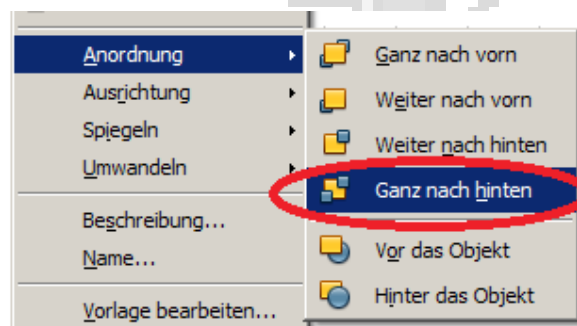 Anordnung
Ausrichtung
Spiegeln
Umwandeln
Beschreibung...
Name...
Vorlage bearbeiten...
Ganz nach vorn
Weiter nach vorn
Weiter nach hinten
Ganz nach hinten
Vor das Objekt
Hinter das Objekt